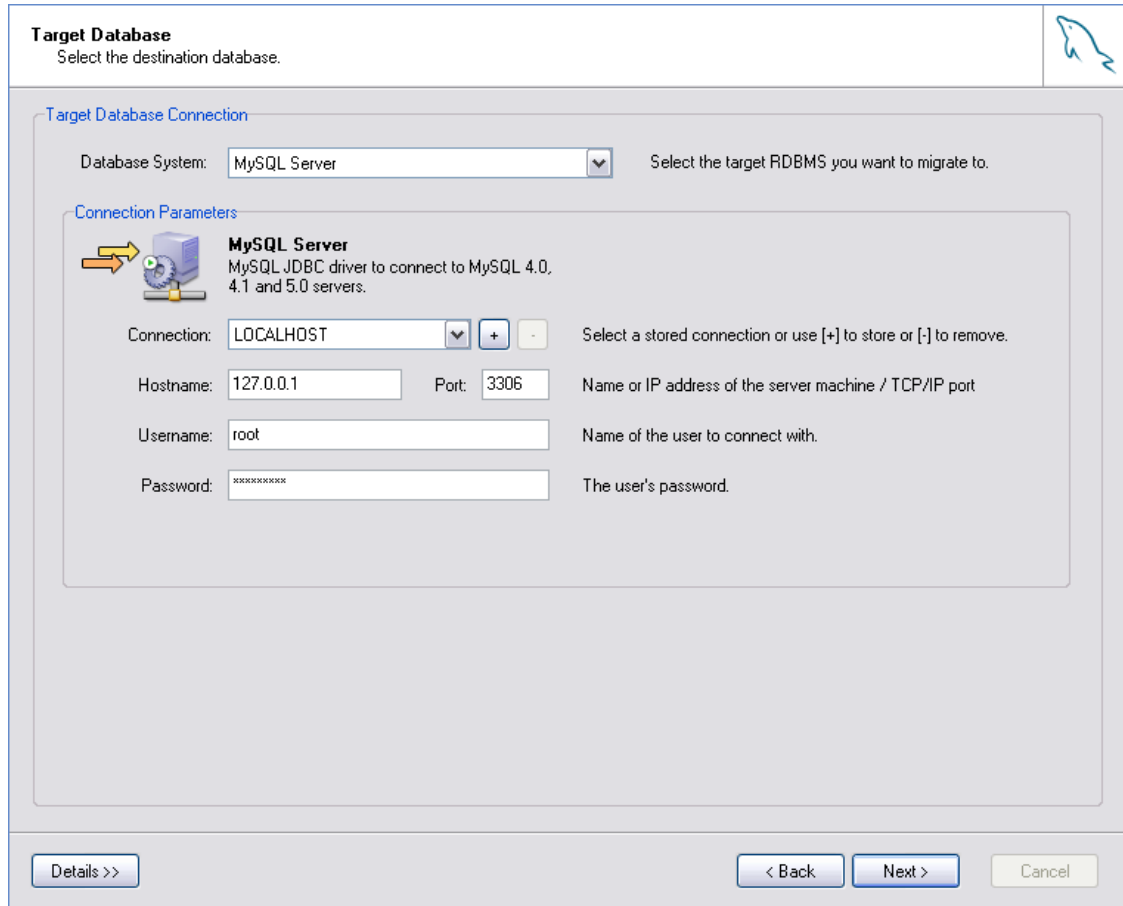 Target Database
Select the destination database.
Target Database Connection
Database System: MySQL Server Select the target RDBMS you want to migrate to.
Connection Parameters
MySQL Server
MySQL JDBC driver to connect to MySQL 4.0,
4.1 and 5.0 servers.
Connection: LOCALHOST + - Select a stored connection or use [+] to store or [-] to remove.
Hostname: 127.0.0.1 Port: 3306 Name or IP address of the server machine / TCP/IP port
Username: root Name of the user to connect with.
Password: ××××××××× The user's password.
Details >> < Back Next > Cancel